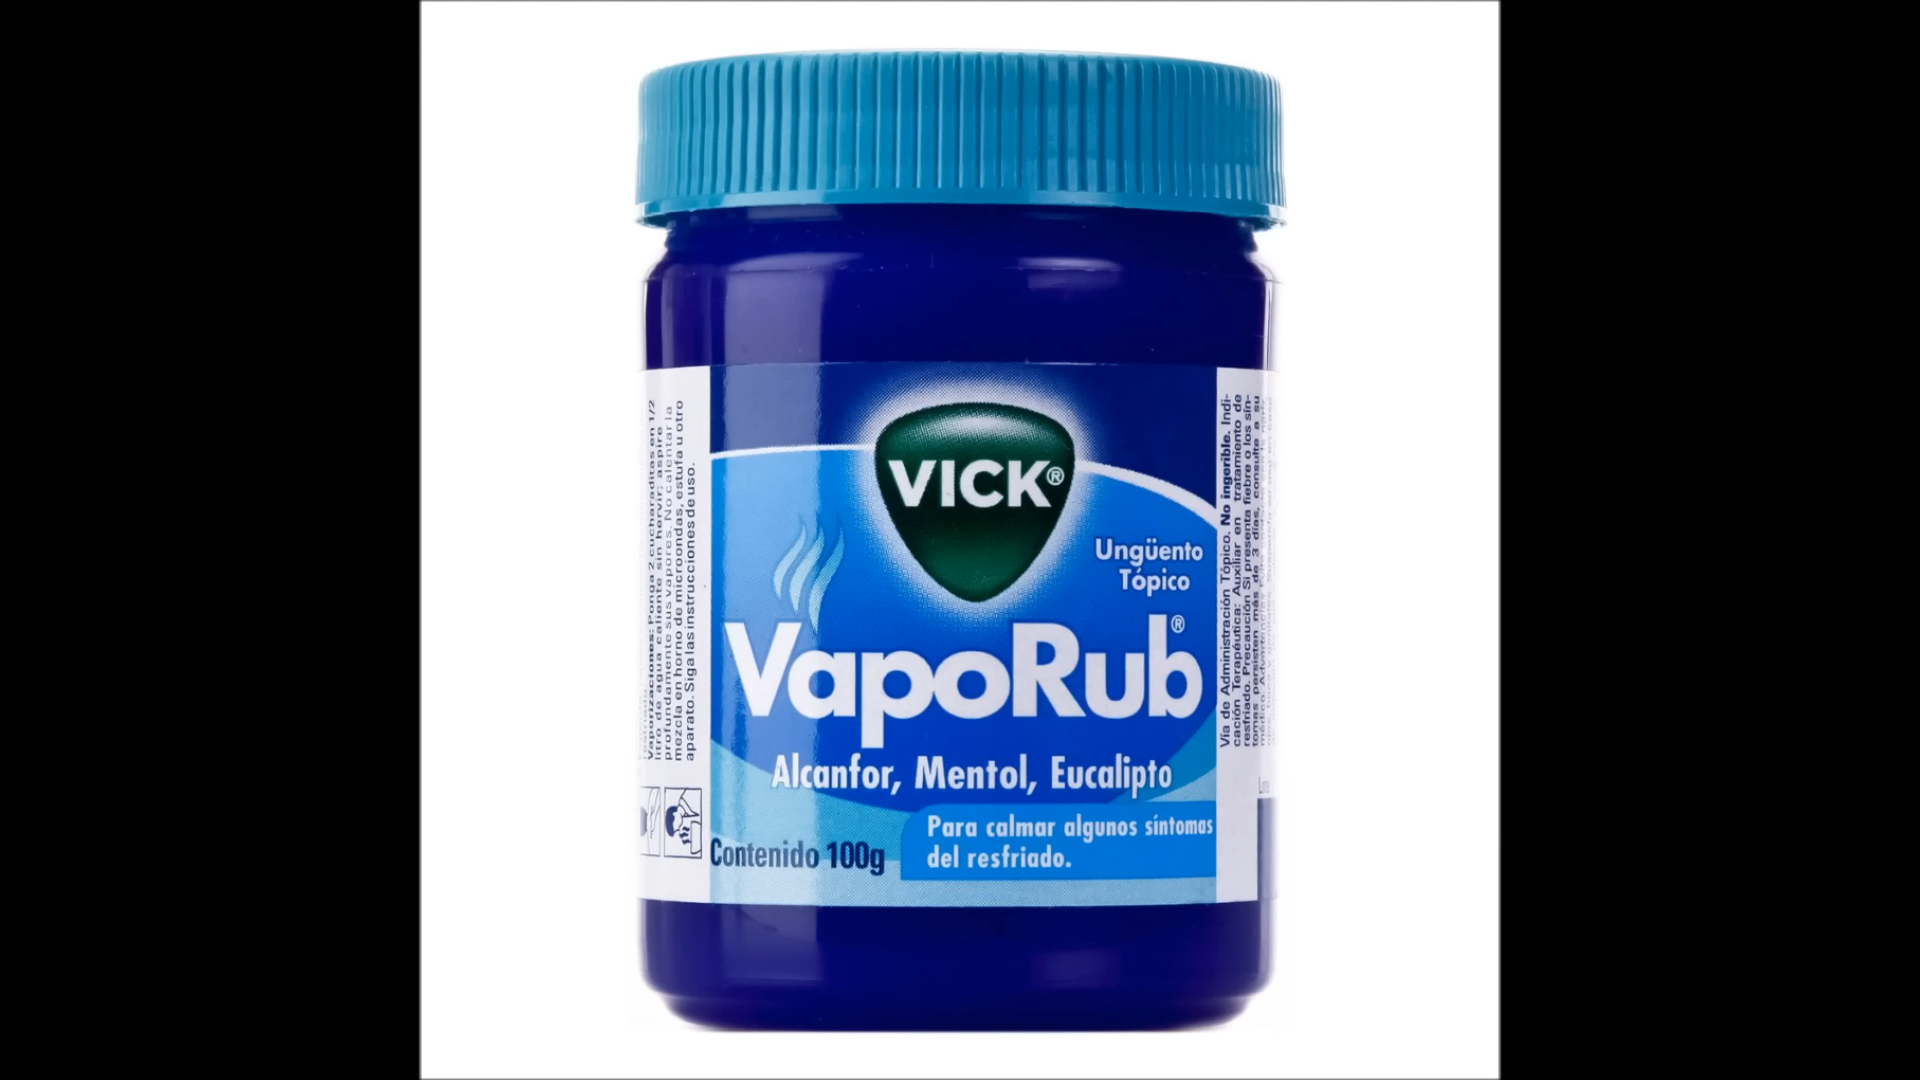 VICK®
Ungüento
Tópico
VapoRub®
Alcanfor, Mentol, Eucalipto
Para calmar algunos síntomas
del resfriado.
Contenido 100g
Vaporizaciones: Ponga 2 cucharaditas en 1/2
litro de agua caliente sin hervir; aspire
profundamente sus vapores. No calentar la
mezcla en horno de microondas, estufa u otro
aparato. Siga las instrucciones de uso.
Vía de Administración Tópico. No ingerible. Indi-
cación Terapéutica: Auxiliar en tratamiento de
resfriado. Precaución Si presenta fiebre o los sín-
tomas persisten más de 3 días, consulte a su
médico.